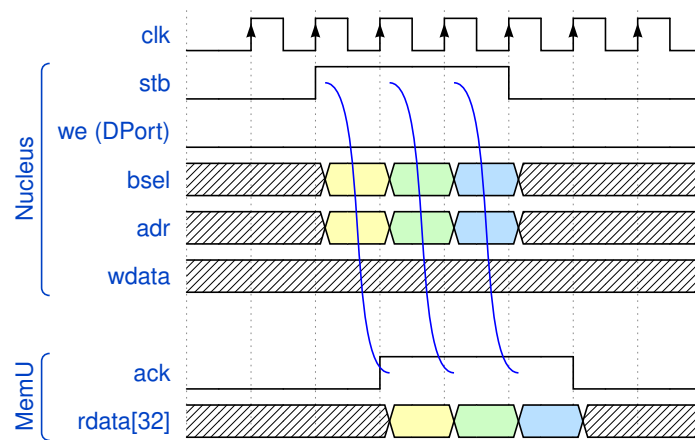 clk
Nucleus
stb
we (DPort)
bsel
adr
wdata
MemU
ack
rdata[32]